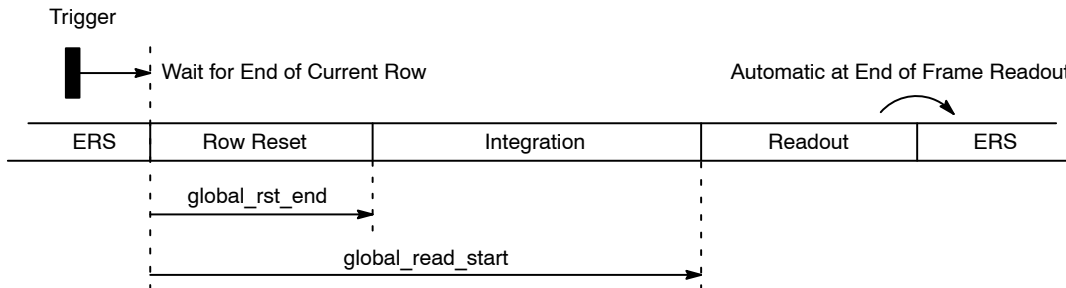 Trigger
Wait for End of Current Row
Automatic at End of Frame Readout
ERS
Row Reset
Integration
Readout
ERS
global_rst_end
global_read_start